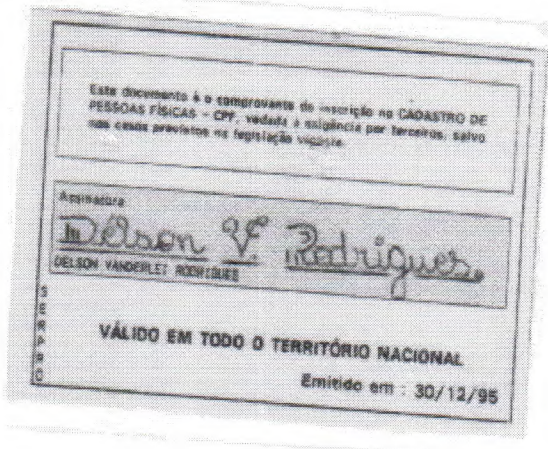 Este documento é o comprovante de inscrição no CADASTRO DE
PESSOAS FÍSICAS - CPF, vedada a exigência por terceiros, salvo
nos casos previstos na legislação vigente.
Assinatura
Delson V. Rodrigues
DELSON VANDERLEI RODRIGUES
SERPRO
VÁLIDO EM TODO O TERRITÓRIO NACIONAL
Emitido em : 30/12/95